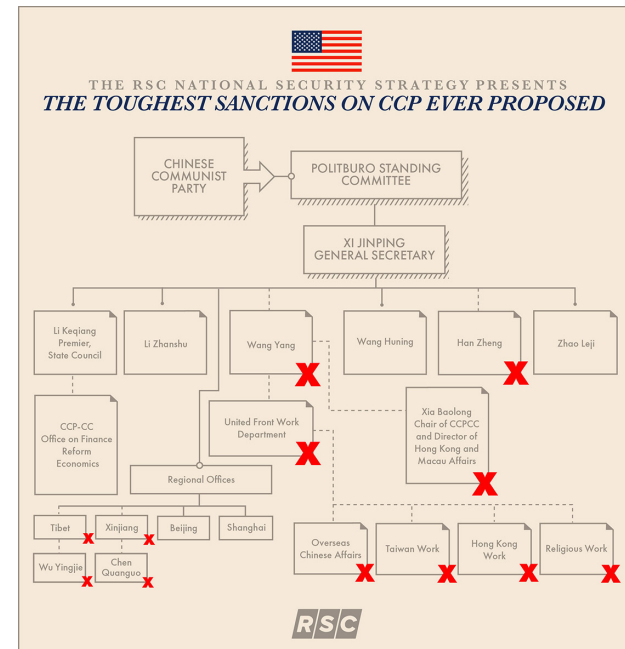 THE RSC NATIONAL SECURITY STRATEGY PRESENTS
THE TOUGHEST SANCTIONS ON CCP EVER PROPOSED
CHINESE
COMMUNIST
PARTY
POLITBURO STANDING
COMMITTEE
XI JINPING
GENERAL SECRETARY
Li Keqiang
Premier,
State Council
Li Zhanshu
Wang Yang
Wang Huning
Han Zheng
Zhao Leji
X
X
CCP-CC
Office on Finance
Reform
Economics
United Front Work
Department
X
Xia Baolong
Chair of CCPCC
and Director of
Hong Kong and
Macau Affairs
X
Regional Offices
Tibet
X
Xinjiang
X
Beijing
Shanghai
Wu Yingjie
X
Chen
Quanguo
X
Overseas
Chinese Affairs
X
Taiwan Work
X
Hong Kong
Work
X
Religious Work
X
RSC